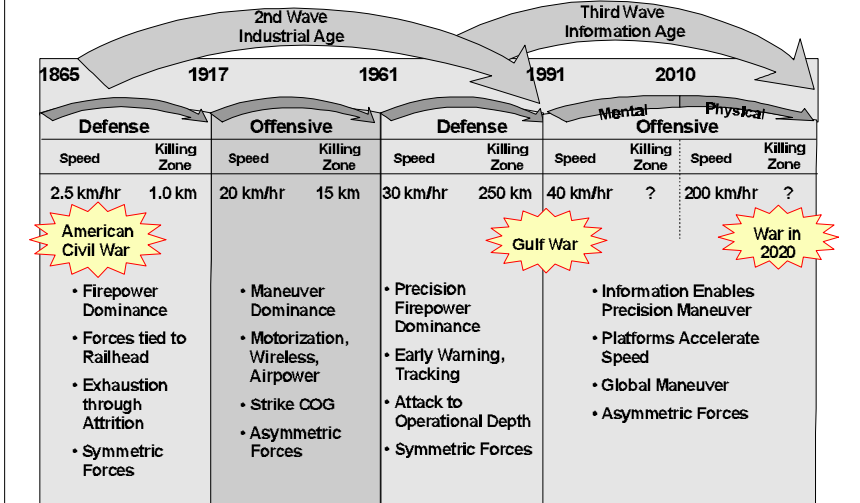 2nd Wave
Industrial Age
Third Wave
Information Age
1865 1917 1961 1991 2010
Mental Physical
Defense Offensive Defense Offensive
Speed Killing Zone Speed Killing Zone Speed Killing Zone Speed Killing Zone Speed Killing Zone
2.5 km/hr 1.0 km 20 km/hr 15 km 30 km/hr 250 km 40 km/hr ? 200 km/hr ?
American
Civil War
Gulf War
War in
2020
• Firepower
Dominance
• Forces tied to
Railhead
• Exhaustion
through
Attrition
• Symmetric
Forces
• Maneuver
Dominance
• Motorization,
Wireless,
Airpower
• Strike COG
• Asymmetric
Forces
• Precision
Firepower
Dominance
• Early Warning,
Tracking
• Attack to
Operational Depth
• Symmetric Forces
• Information Enables
Precision Maneuver
• Platforms Accelerate
Speed
• Global Maneuver
• Asymmetric Forces